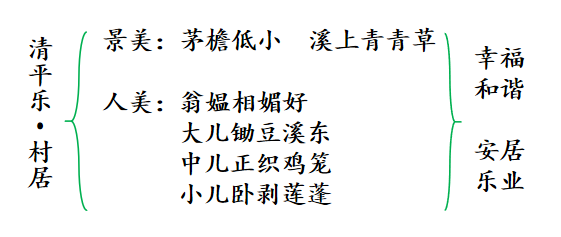 清平乐·村居
景美：茅檐低小　溪上青青草
人美：翁媪相媚好
大儿锄豆溪东
中儿正织鸡笼
小儿卧剥莲蓬
幸福
和谐
安居
乐业